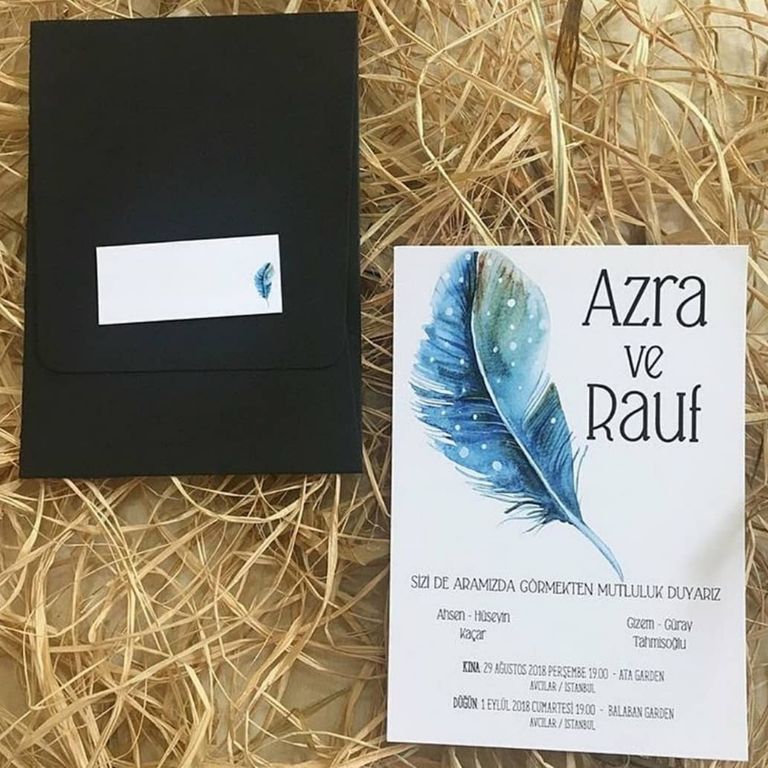 Azra
ve
Rauf
SİZİ DE ARAMIZDA GÖRMEKTEN MUTLULUK DUYARIZ
Ahsen - Hüseyin
Kaçar
Gizem - Güray
Tahmisoğlu
KINA: 29 AĞUSTOS 2018 PERŞEMBE 19.00 - ATA GARDEN
AVCILAR / İSTANBUL
DÜĞÜN: 1 EYLÜL 2018 CUMARTESİ 19.00 - BALABAN GARDEN
AVCILAR / İSTANBUL